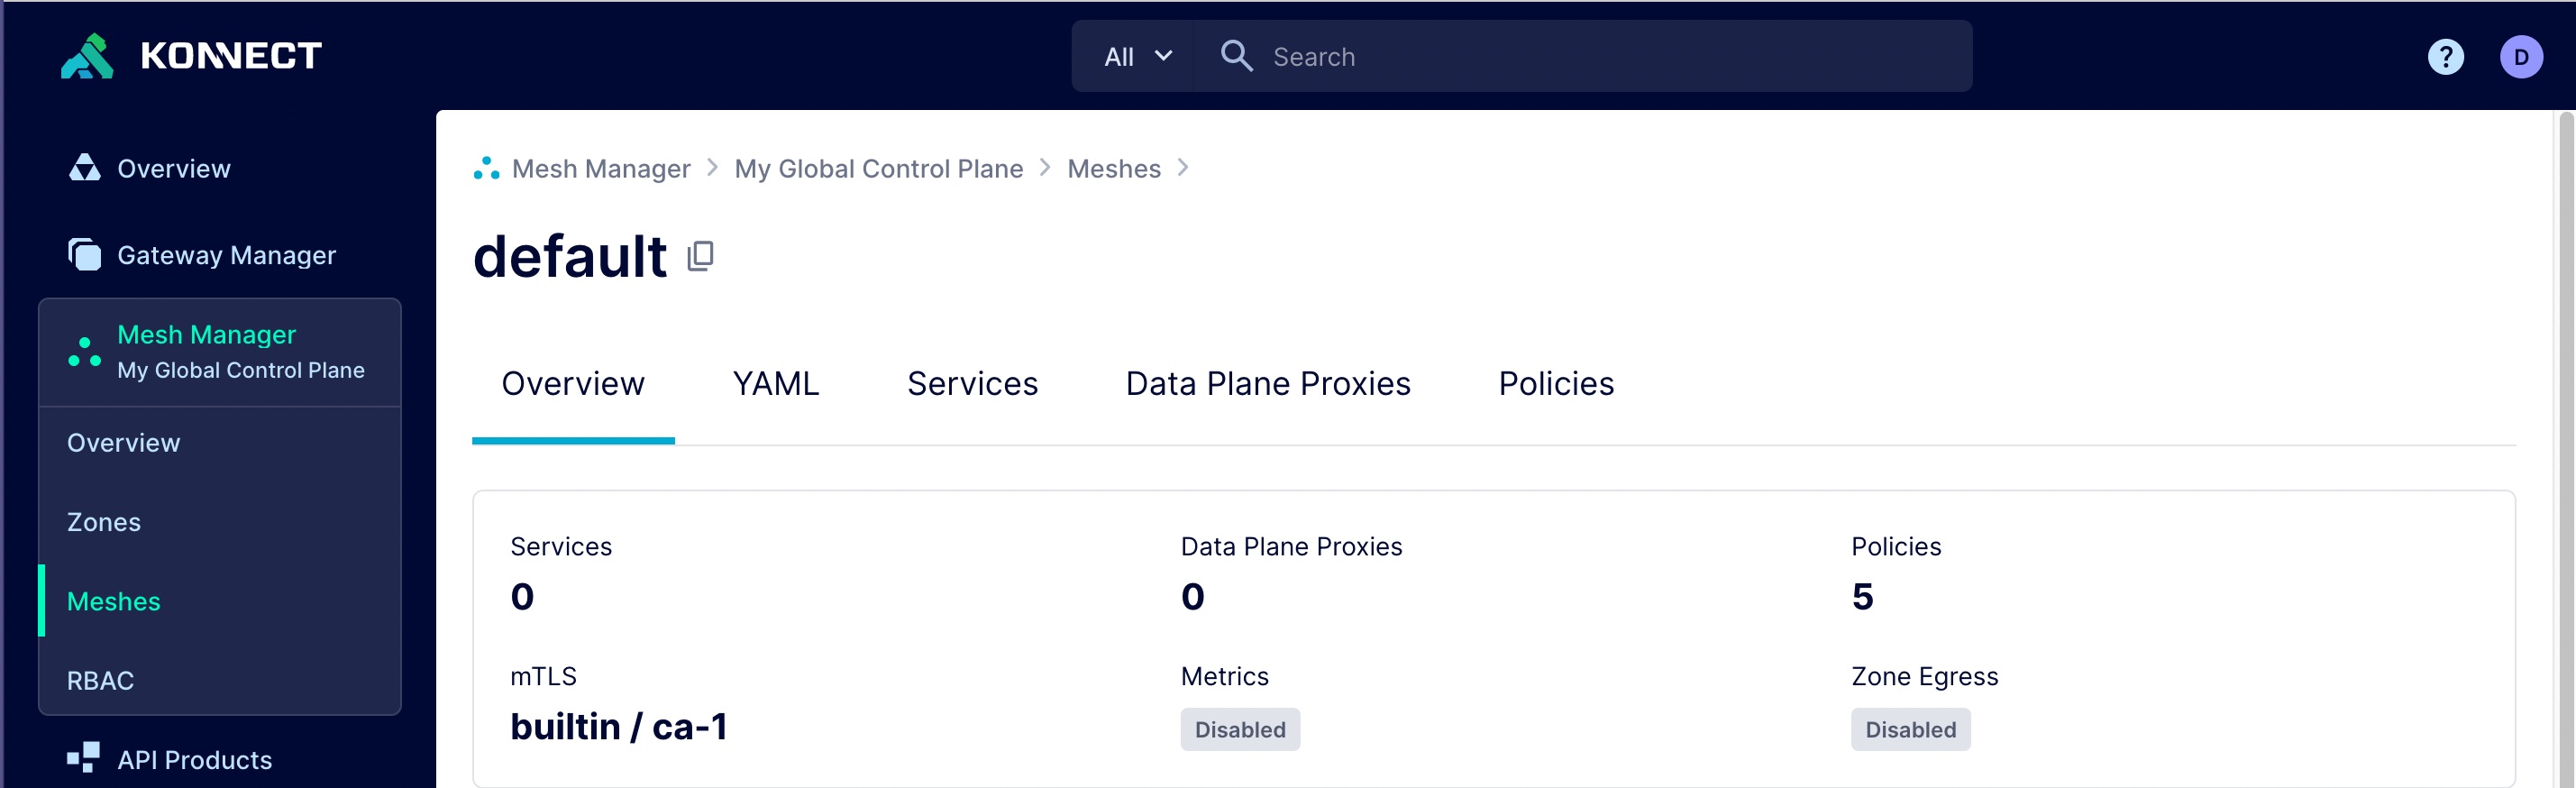 KONNECT
All
Search
?
D
Overview
Gateway Manager
Mesh Manager
My Global Control Plane
Overview
Zones
Meshes
RBAC
API Products
Mesh Manager > My Global Control Plane > Meshes >
default
Overview YAML Services Data Plane Proxies Policies
Services
0
Data Plane Proxies
0
Policies
5
mTLS
builtin / ca-1
Metrics
Disabled
Zone Egress
Disabled